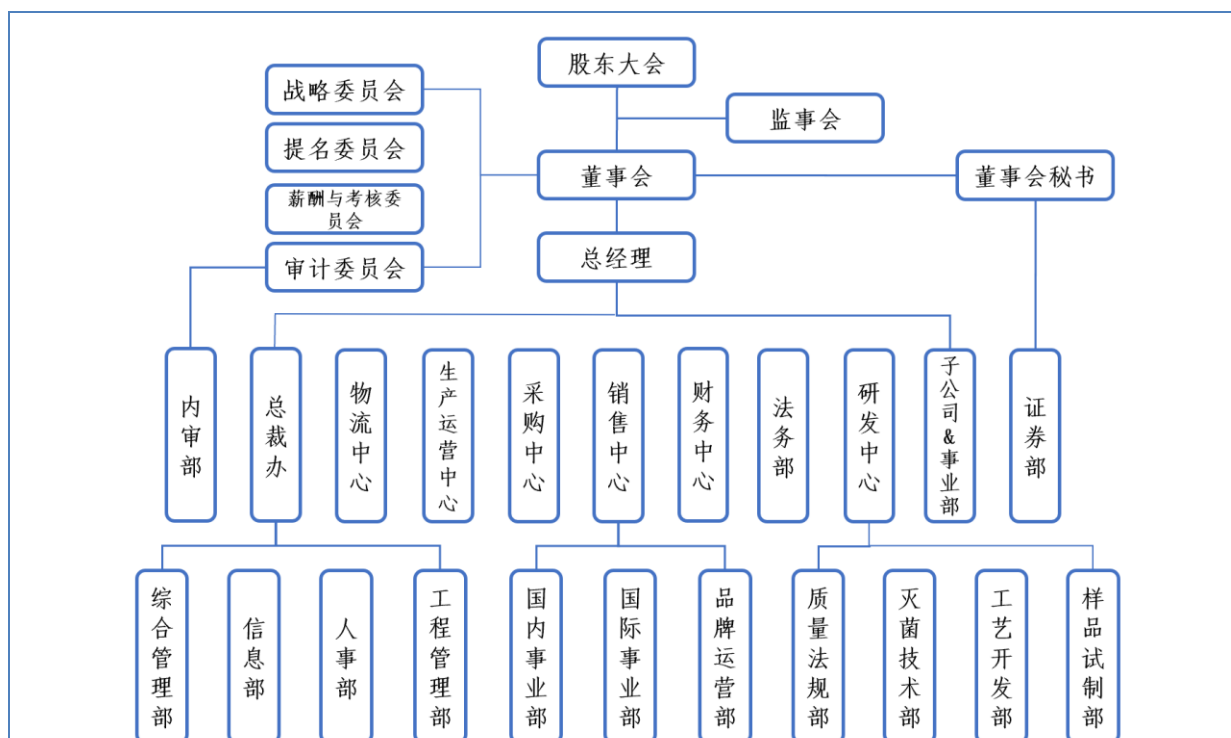 股东大会
战略委员会
监事会
提名委员会
董事会
董事会秘书
薪酬与考核委
员会
总经理
审计委员会
内审部
总裁办
物流中心
生产运营中心
采购中心
销售中心
财务中心
法务部
研发中心
子公司&事业部
证券部
综合管理部
信息部
人事部
工程管理部
国内事业部
国际事业部
品牌运营部
质量法规部
灭菌技术部
工艺开发部
样品试制部